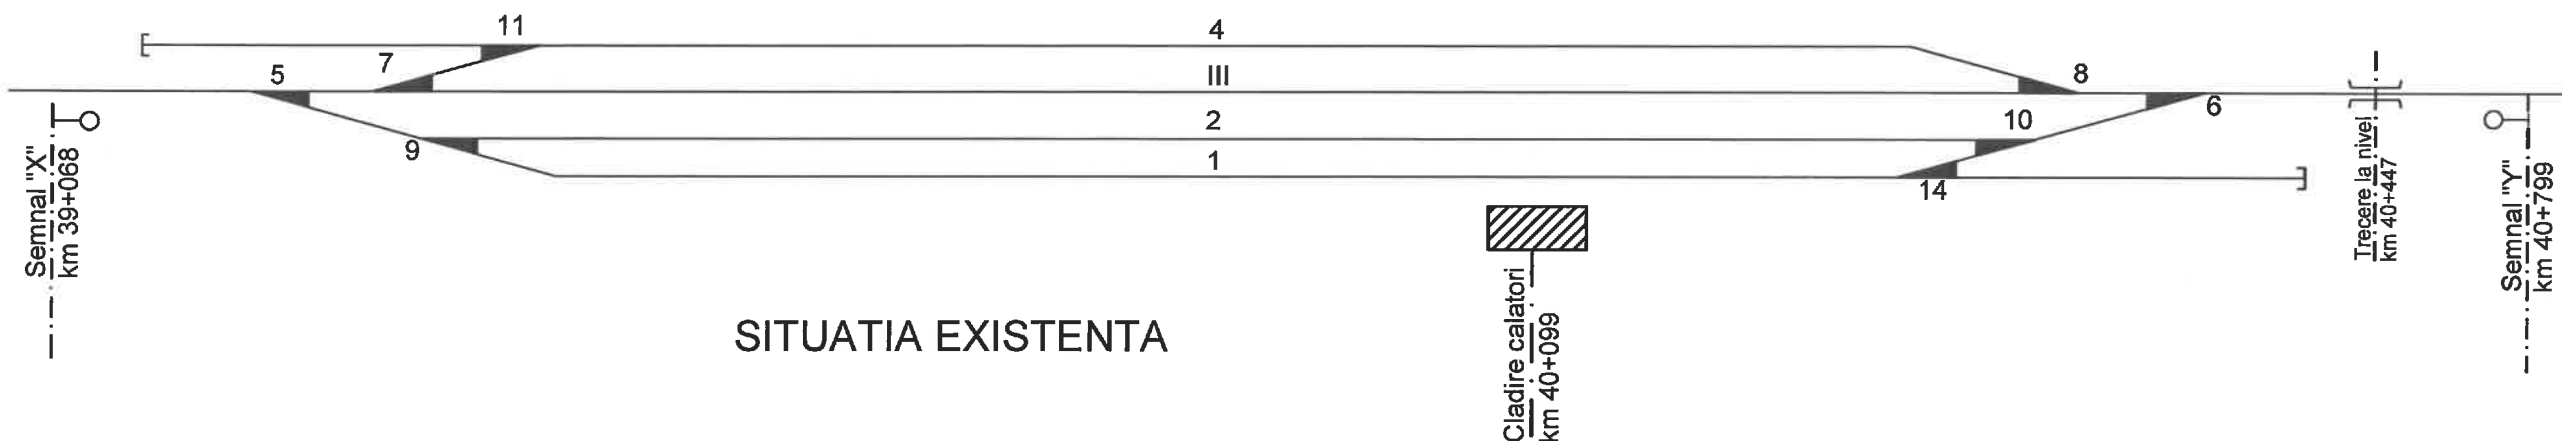 11
4
7
5
III
8
6
2
10
9
1
14
Semnal "X"
km 39+068
Trecere la nivel
km 40+447
Semnal "Y"
km 40+799
Cladire calatori
km 40+099
SITUATIA EXISTENTA